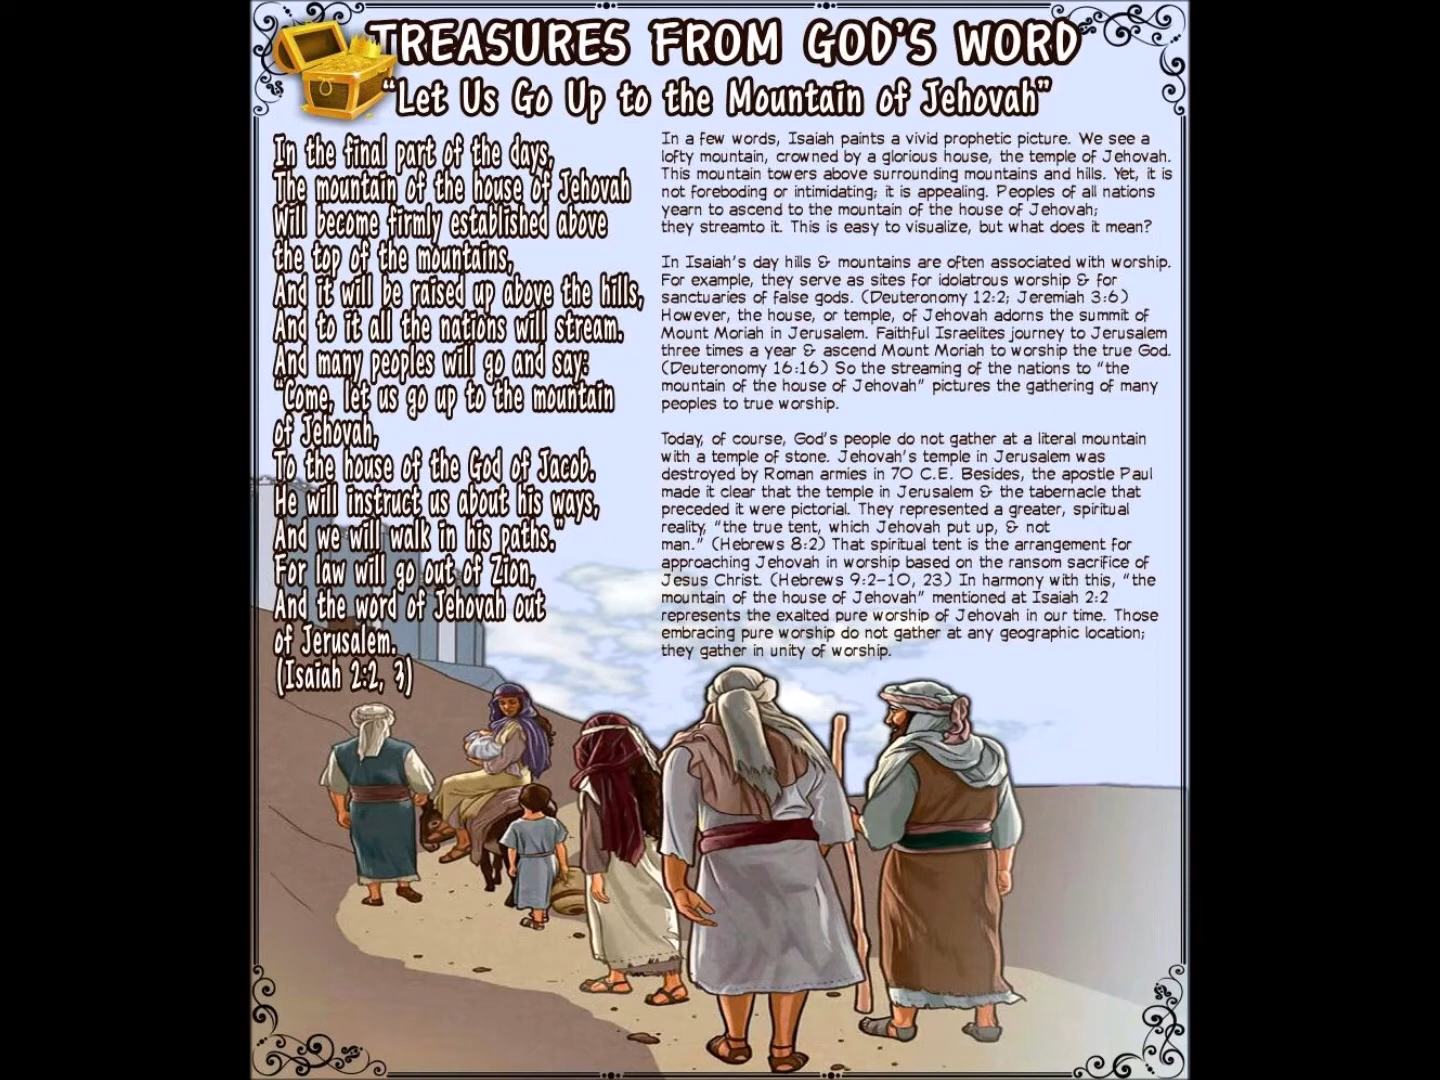 TREASURES FROM GOD'S WORD
"Let Us Go Up to the Mountain of Jehovah"
In the final part of the days,
The mountain of the house of Jehovah
Will become firmly established above
the top of the mountains,
And it will be raised up above the hills,
And to it all the nations will stream.
And many peoples will go and say:
"Come, let us go up to the mountain
of Jehovah,
To the house of the God of Jacob.
He will instruct us about his ways,
And we will walk in his paths."
For law will go out of Zion,
And the word of Jehovah out
of Jerusalem.
(Isaiah 2:2, 3)
In a few words, Isaiah paints a vivid prophetic picture. We see a
lofty mountain, crowned by a glorious house, the temple of Jehovah.
This mountain towers above surrounding mountains and hills. Yet, it is
not foreboding or intimidating; it is appealing. Peoples of all nations
yearn to ascend to the mountain of the house of Jehovah;
they streamto it. This is easy to visualize, but what does it mean?
In Isaiah's day hills & mountains are often associated with worship.
For example, they serve as sites for idolatrous worship & for
sanctuaries of false gods. (Deuteronomy 12:2; Jeremiah 3:6)
However, the house, or temple, of Jehovah adorns the summit of
Mount Moriah in Jerusalem. Faithful Israelites journey to Jerusalem
three times a year & ascend Mount Moriah to worship the true God.
(Deuteronomy 16:16) So the streaming of the nations to "the
mountain of the house of Jehovah" pictures the gathering of many
peoples to true worship.
Today, of course, God's people do not gather at a literal mountain
with a temple of stone. Jehovah's temple in Jerusalem was
destroyed by Roman armies in 70 C.E. Besides, the apostle Paul
made it clear that the temple in Jerusalem & the tabernacle that
preceded it were pictorial. They represented a greater, spiritual
reality, "the true tent, which Jehovah put up, & not
man." (Hebrews 8:2) That spiritual tent is the arrangement for
approaching Jehovah in worship based on the ransom sacrifice of
Jesus Christ. (Hebrews 9:2-10, 23) In harmony with this, "the
mountain of the house of Jehovah" mentioned at Isaiah 2:2
represents the exalted pure worship of Jehovah in our time. Those
embracing pure worship do not gather at any geographic location;
they gather in unity of worship.